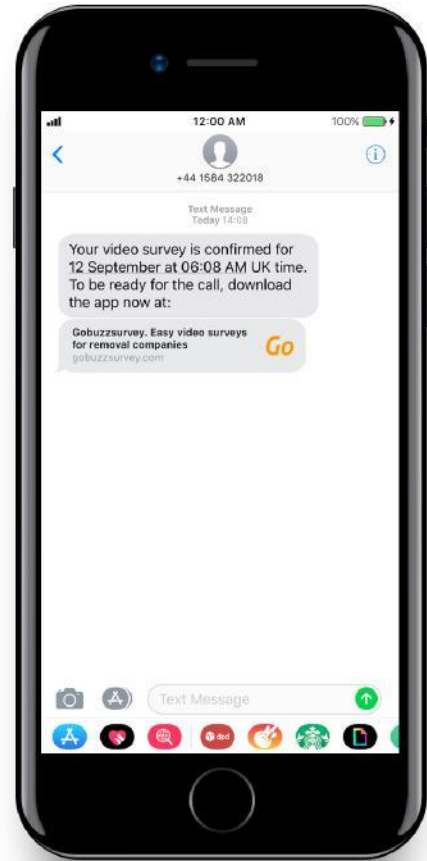 12:00 AM
100%
+44 1584 322018
Text Message
Today 14:08
Your video survey is confirmed for
12 September at 06:08 AM UK time.
To be ready for the call, download
the app now at:
Gobuzzsurvey. Easy video surveys
for removal companies
gobuzzsurvey.com
Go
Text Message
dpd